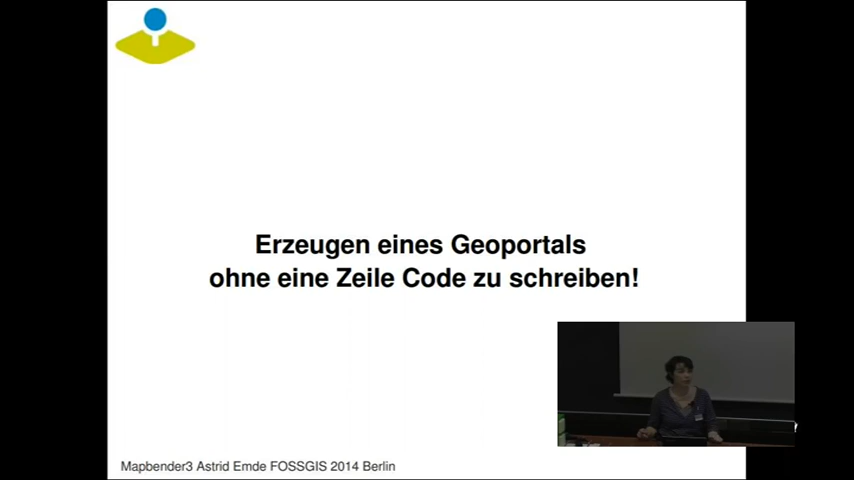 Erzeugen eines Geoportals
ohne eine Zeile Code zu schreiben!
Mapbender3 Astrid Emde FOSSGIS 2014 Berlin